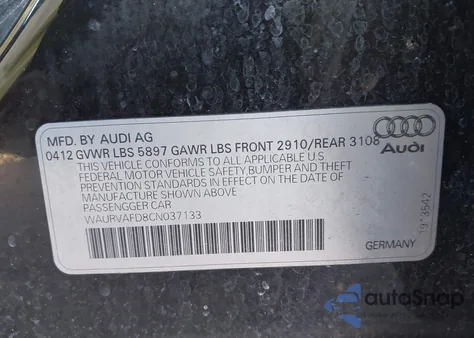 MFD. BY AUDI AG
0412 GVWR LBS 5897 GAWR LBS FRONT 2910/REAR 3108
THIS VEHICLE CONFORMS TO ALL APPLICABLE U.S.
FEDERAL MOTOR VEHICLE SAFETY, BUMPER AND THEFT
PREVENTION STANDARDS IN EFFECT ON THE DATE OF
MANUFACTURE SHOWN ABOVE.
PASSENGER CAR
WAURVAFD8CN037133
Audi
GERMANY
autoSnap